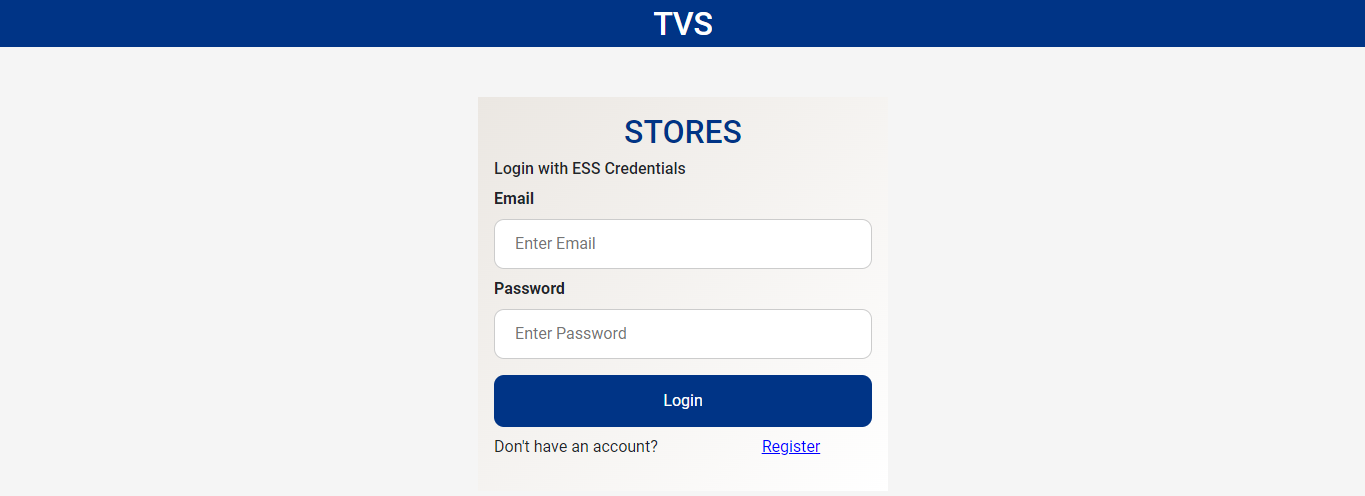 TVS
STORES
Login with ESS Credentials
Email
Enter Email
Password
Enter Password
Login
Don't have an account? Register